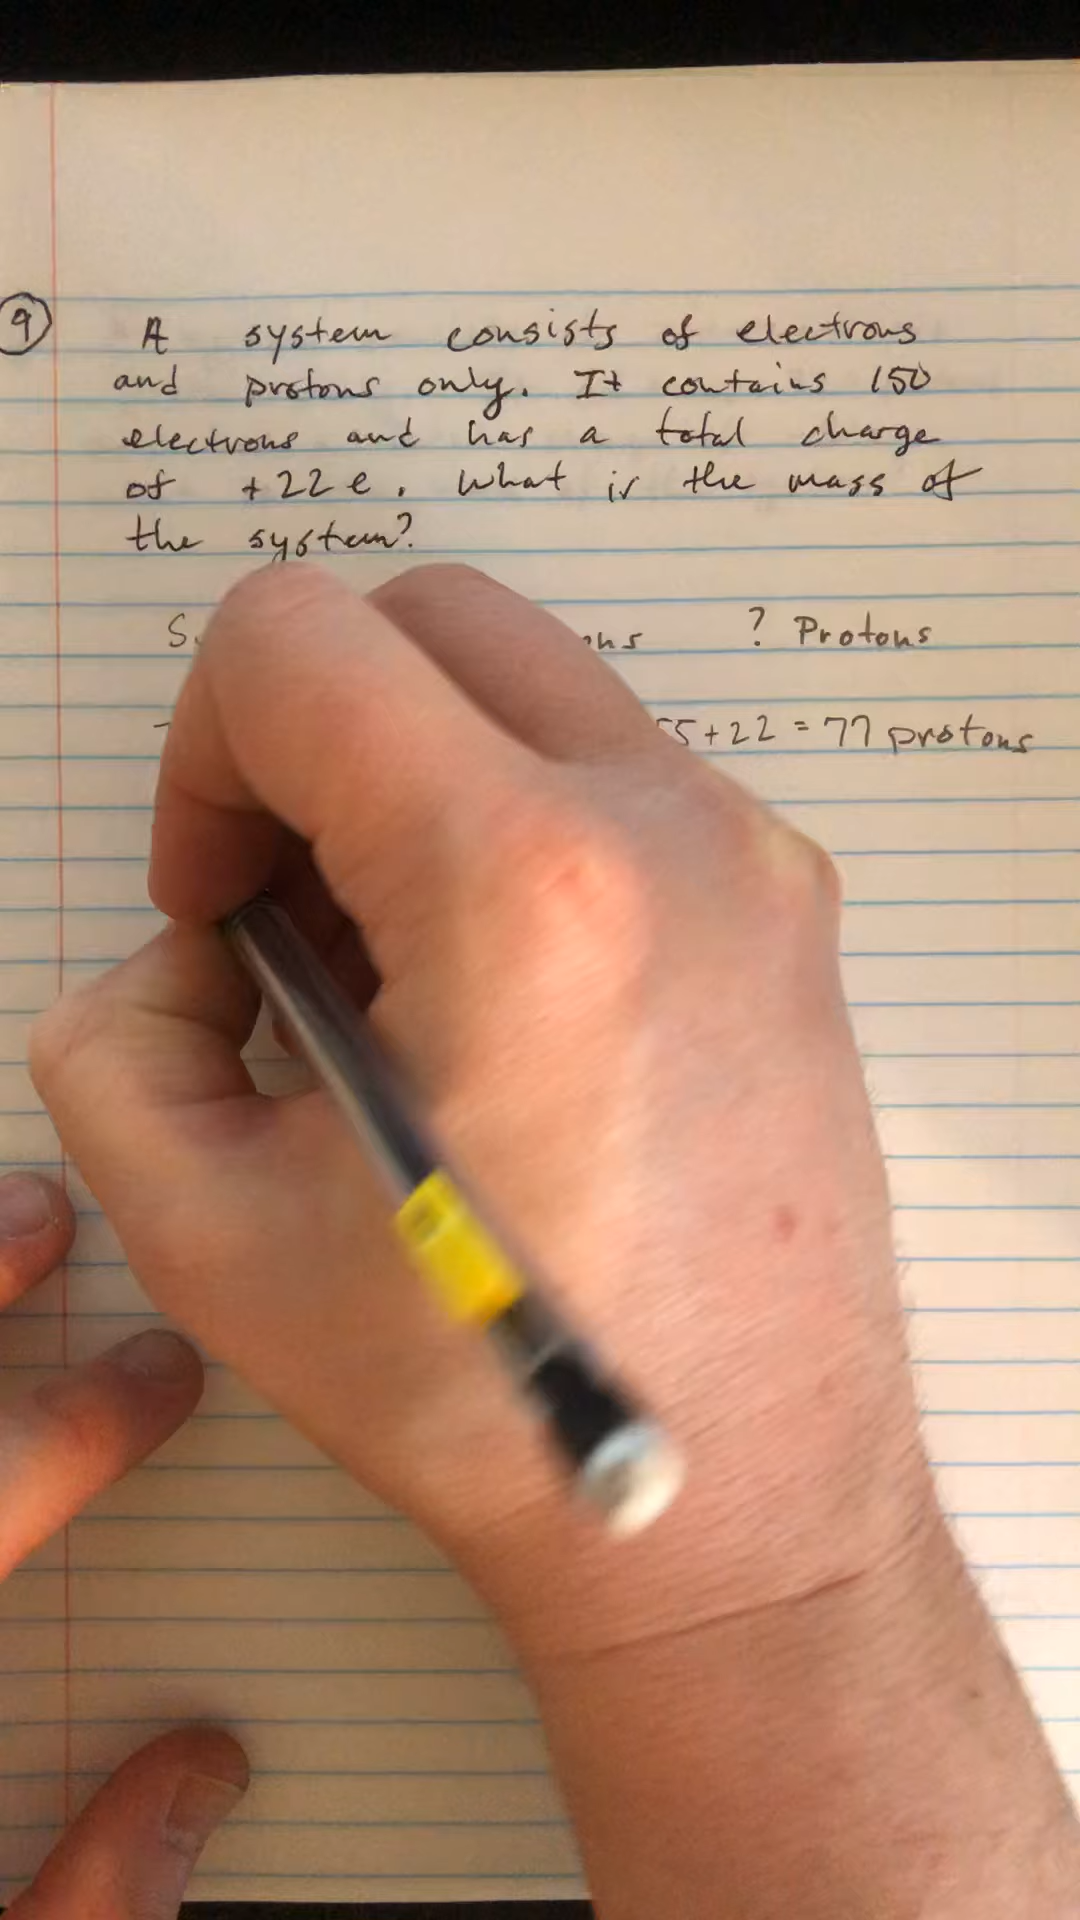 9
A system consists of electrons
and protons only. It contains 150
electrons and has a total charge
of +22e. What is the mass of
the system?
? Protons
+22 = 77 protons